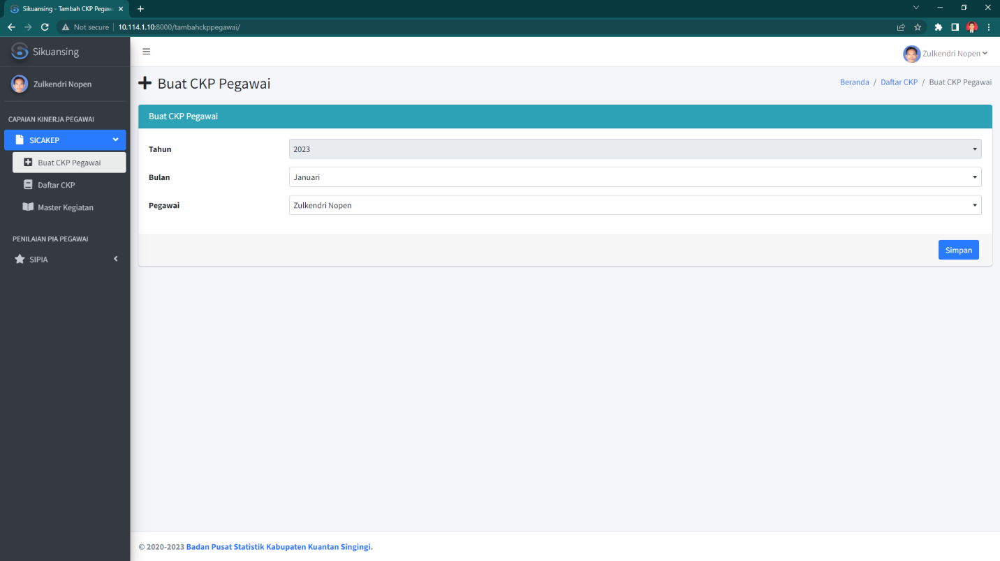 Sikuansing - Tambah CKP Pegaw
Not secure
10.114.1.10:8000/tambahckppegawai/
Sikuansing
Zulkendri Nopen
Zulkendri Nopen
CAPAIAN KINERJA PEGAWAI
SICAKEP
Buat CKP Pegawai
Daftar CKP
Master Kegiatan
PENILAIAN PIA PEGAWAI
SIPIA
Buat CKP Pegawai
Beranda / Daftar CKP / Buat CKP Pegawai
Buat CKP Pegawai
Tahun 2023
Bulan Januari
Pegawai Zulkendri Nopen
Simpan
© 2020-2023 Badan Pusat Statistik Kabupaten Kuantan Singingi.